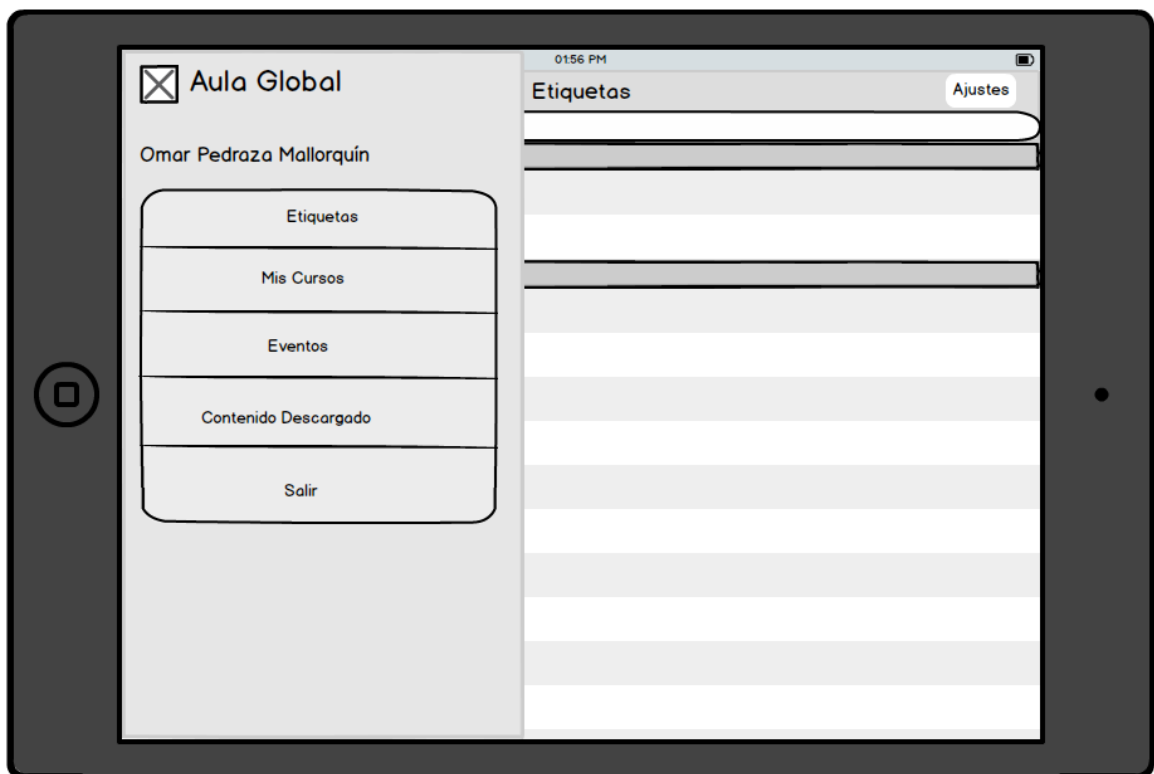 Aula Global
Omar Pedraza Mallorquín
Etiquetas
Mis Cursos
Eventos
Contenido Descargado
Salir
01:56 PM
Etiquetas
Ajustes